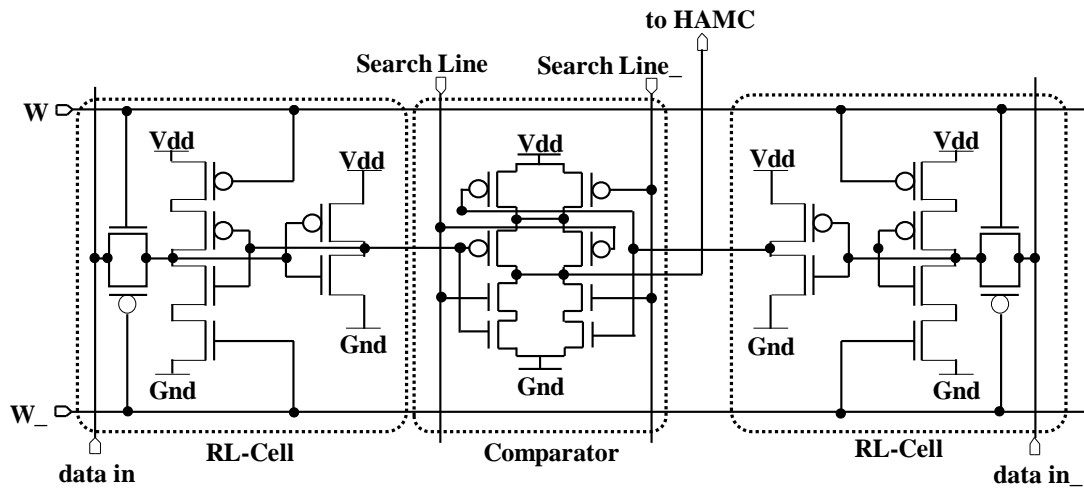 to HAMC
Search Line
Search Line_
W
Vdd
Vdd
Vdd
Vdd
Vdd
Gnd
Gnd
Gnd
Gnd
Gnd
W_
RL-Cell
Comparator
RL-Cell
data in
data in_